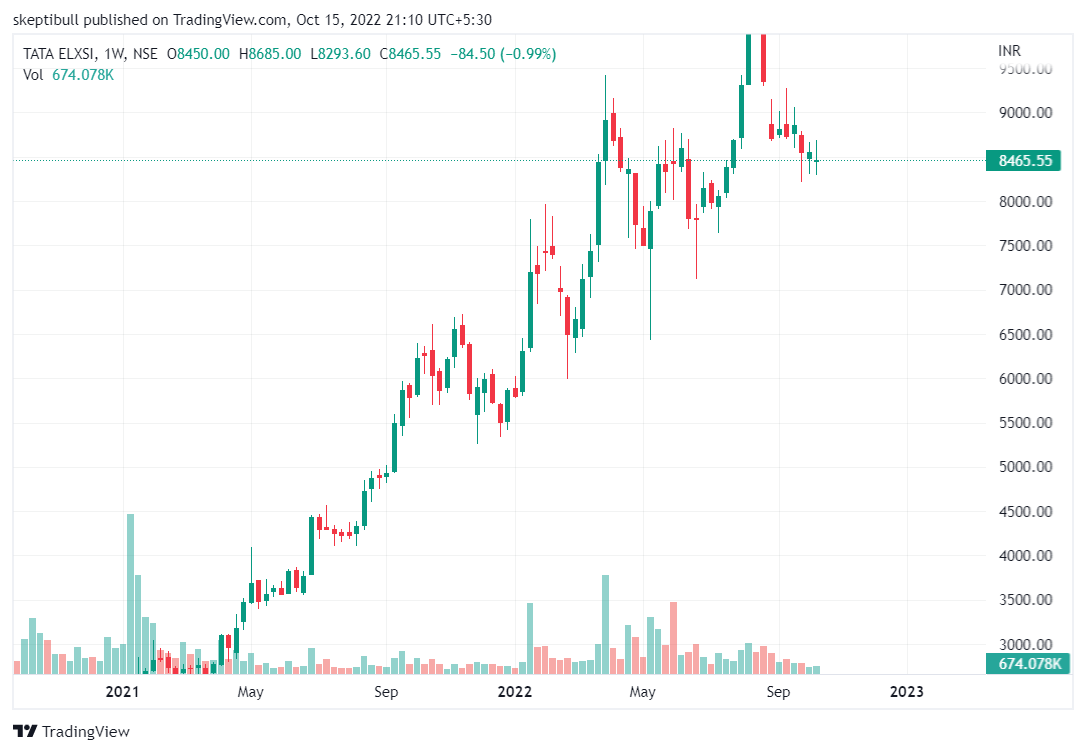 skeptibull published on TradingView.com, Oct 15, 2022 21:10 UTC+5:30
TATA ELXSI, 1W, NSE O8450.00 H8685.00 L8293.60 C8465.55 −84.50 (−0.99%)
Vol 674.078K
INR
9500.00
9000.00
8465.55
8000.00
7500.00
7000.00
6500.00
6000.00
5500.00
5000.00
4500.00
4000.00
3500.00
3000.00
674.078K
2021 May Sep 2022 May Sep 2023
TradingView